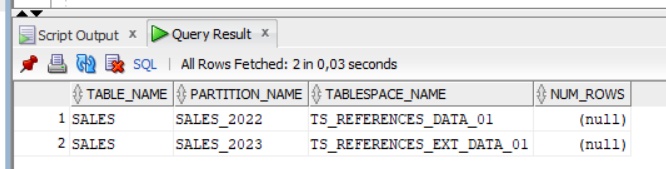 Script Output x Query Result x
SQL | All Rows Fetched: 2 in 0,03 seconds
TABLE_NAME PARTITION_NAME TABLESPACE_NAME NUM_ROWS
1 SALES SALES_2022 TS_REFERENCES_DATA_01 (null)
2 SALES SALES_2023 TS_REFERENCES_EXT_DATA_01 (null)